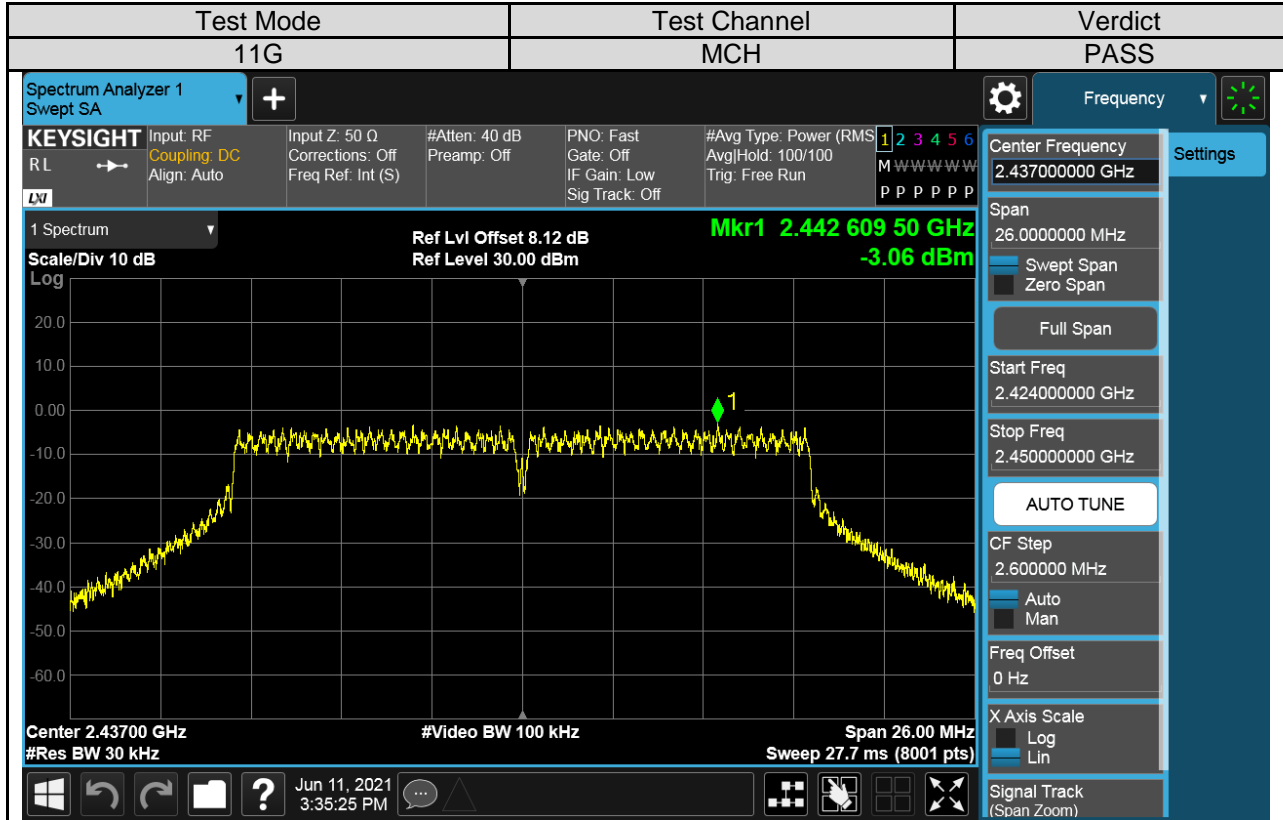 Test Mode Test Channel Verdict
11G MCH PASS
Spectrum Analyzer 1
Swept SA
+
Frequency
KEYSIGHT Input: RF Input Z: 50 Ω #Atten: 40 dB PNO: Fast #Avg Type: Power (RMS 1 2 3 4 5 6
RL Coupling: DC Corrections: Off Preamp: Off Gate: Off Avg|Hold: 100/100 M W W W W W
Align: Auto Freq Ref: Int (S) IF Gain: Low Trig: Free Run P P P P P P
LXI Sig Track: Off
1 Spectrum Ref Lvl Offset 8.12 dB Mkr1 2.442 609 50 GHz
Scale/Div 10 dB Ref Level 30.00 dBm -3.06 dBm
Log
20.0
10.0
0.00
-10.0
-20.0
-30.0
-40.0
-50.0
-60.0
1
Center 2.43700 GHz #Video BW 100 kHz Span 26.00 MHz
#Res BW 30 kHz Sweep 27.7 ms (8001 pts)
? Jun 11, 2021
3:35:25 PM
Center Frequency Settings
2.437000000 GHz
Span
26.0000000 MHz
Swept Span
Zero Span
Full Span
Start Freq
2.424000000 GHz
Stop Freq
2.450000000 GHz
AUTO TUNE
CF Step
2.600000 MHz
Auto
Man
Freq Offset
0 Hz
X Axis Scale
Log
Lin
Signal Track
(Span Zoom)